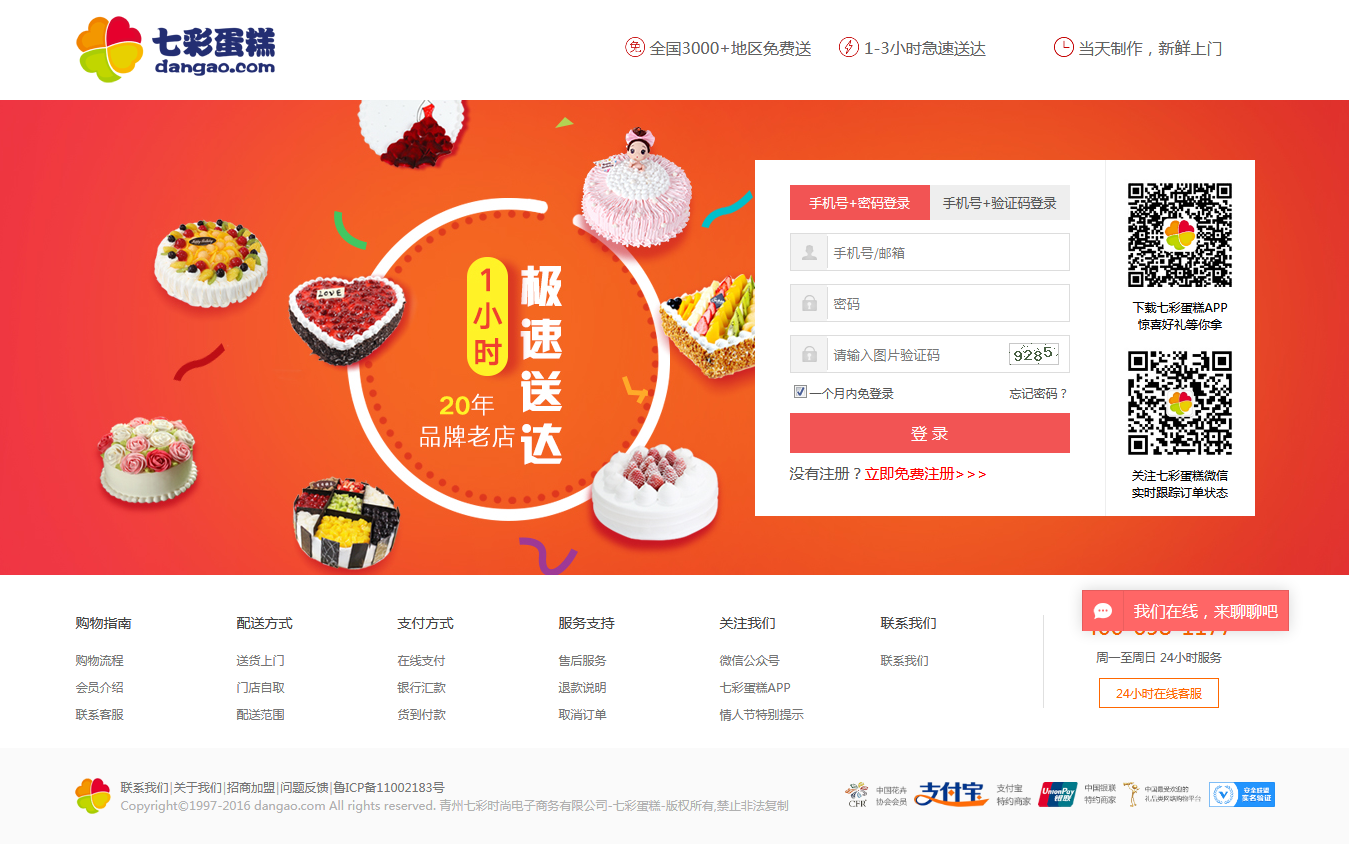 七彩蛋糕
dangao.com
免 全国3000+地区免费送
1-3小时急速送达
当天制作，新鲜上门
LOVE
1小时
极速送达
20年
品牌老店
手机号+密码登录
手机号+验证码登录
手机号/邮箱
密码
请输入图片验证码
9285
一个月内免登录
忘记密码？
登 录
没有注册？立即免费注册>>>
下载七彩蛋糕APP
惊喜好礼等你拿
关注七彩蛋糕微信
实时跟踪订单状态
我们在线，来聊聊吧
购物指南
购物流程
会员介绍
联系客服
配送方式
送货上门
门店自取
配送范围
支付方式
在线支付
银行汇款
货到付款
服务支持
售后服务
退款说明
取消订单
关注我们
微信公众号
七彩蛋糕APP
情人节特别提示
联系我们
联系我们
周一至周日 24小时服务
24小时在线客服
联系我们|关于我们|招商加盟|问题反馈|鲁ICP备11002183号
Copyright©1997-2016 dangao.com All rights reserved. 青州七彩时尚电子商务有限公司-七彩蛋糕-版权所有,禁止非法复制
CFR
中国花卉
协会会员
支付宝
支付宝
特约商家
UnionPay
银联
中国银联
特约商家
中国最受欢迎的
礼品类网络购物平台
安全联盟
实名验证